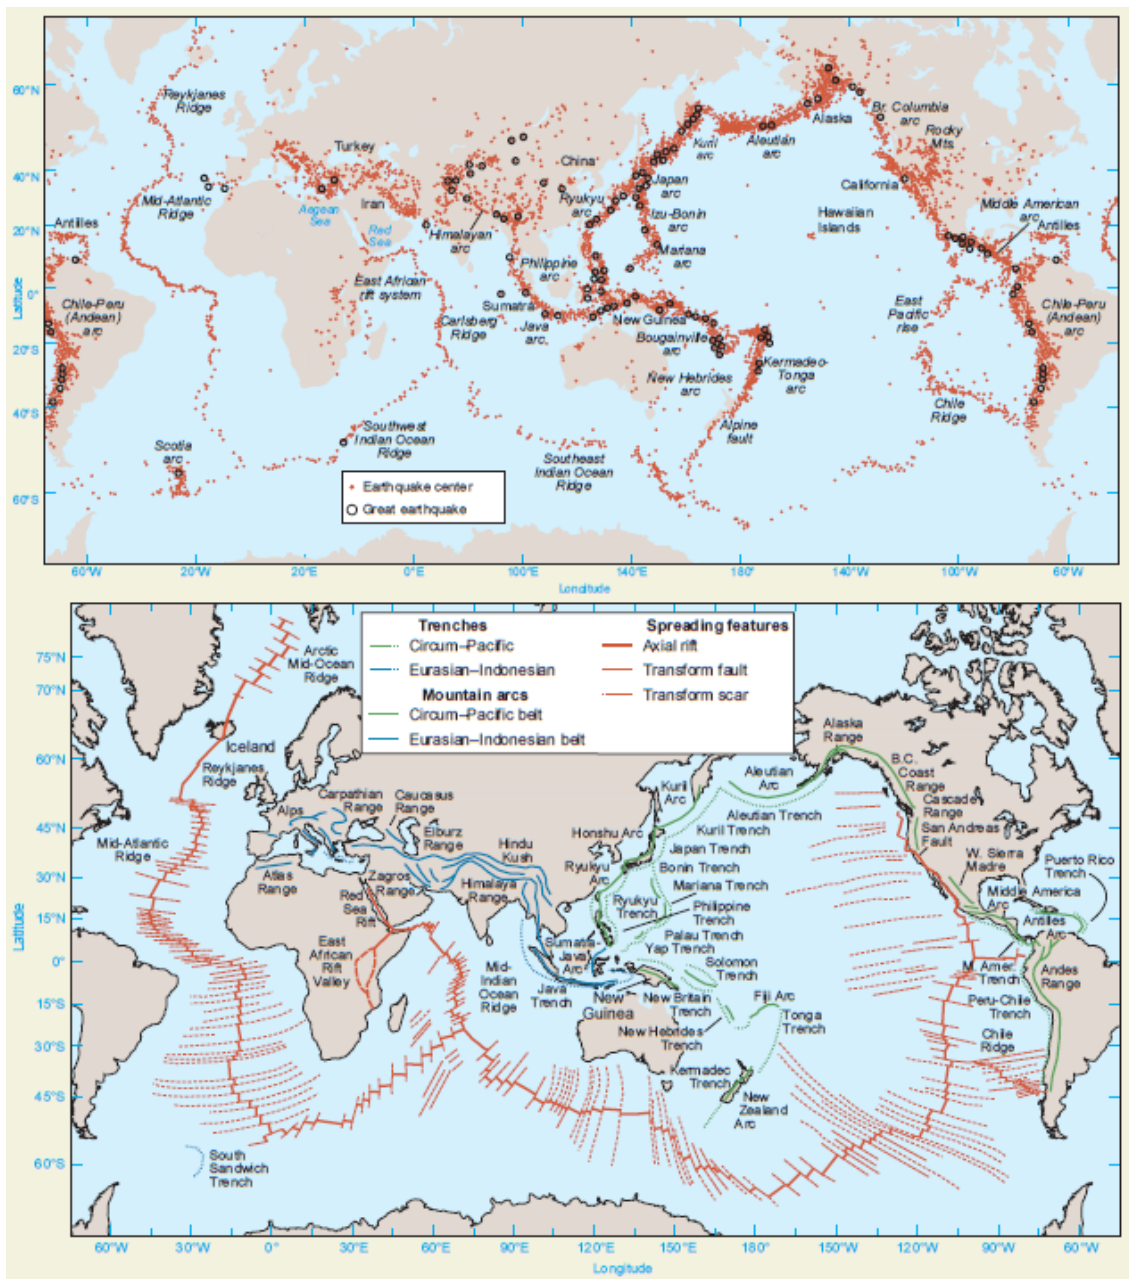 60°N
40°N
20°N
0°
20°S
40°S
60°S
Latitude
Reykjanes
Ridge
Mid-Atlantic
Ridge
Antilles
Chile-Peru
(Andean)
arc
Scotia
arc
Turkey
Aegean
Sea
Iran
Red
Sea
East African
rift system
Carlsberg
Ridge
Southwest
Indian Ocean
Ridge
Himalayan
arc
China
Ryukyu
arc
Philippine
arc
Sumatra
Java
arc
New Guinea
Bougainville
arc
New Hebrides
arc
Southeast
Indian Ocean
Ridge
Kuril
arc
Japan
arc
Izu-Bonin
arc
Mariana
arc
Kermadeo-
Tonga
arc
Alpine
fault
Aleutian
arc
Alaska
Br. Columbia
arc
Rocky
Mts.
California
Hawaiian
Islands
Middle American
arc
Antilles
East
Pacific
rise
Chile-Peru
(Andean)
arc
Chile
Ridge
Earthquake center
Great earthquake
60°W
20°W
20°E
0°E
100°E
140°E
180°
140°W
100°W
60°W
Longitude
Trenches
Circum–Pacific
Eurasian–Indonesian
Mountain arcs
Circum–Pacific belt
Eurasian–Indonesian belt
Spreading features
Axial rift
Transform fault
Transform scar
75°N
70°N
60°N
45°N
30°N
15°N
0°
15°S
30°S
45°S
60°S
Latitude
Arctic
Mid-Ocean
Ridge
Iceland
Reykjanes
Ridge
Mid-Atlantic
Ridge
Alps
Carpathian
Range
Caucasus
Range
Elburz
Range
Hindu
Kush
Atlas
Range
Zagros
Range
Red
Sea
Rift
Himalaya
Range
East
African
Rift
Valley
Mid-
Indian
Ocean
Ridge
Sumatra-
Java
Arc
Java
Trench
New
Guinea
South
Sandwich
Trench
Kuril
Arc
Honshu Arc
Ryukyu
Arc
Ryukyu
Trench
Aleutian
Arc
Aleutian Trench
Kuril Trench
Japan Trench
Bonin Trench
Mariana Trench
Philippine
Trench
Palau Trench
Yap Trench
Solomon
Trench
New Britain
Trench
New Hebrides
Trench
Fiji Arc
Tonga
Trench
Kermadec
Trench
New
Zealand
Arc
Alaska
Range
B.C.
Coast
Range
Cascade
Range
San Andreas
Fault
W. Sierra
Madre
Puerto Rico
Trench
Middle America
Antilles
Arc
M. Amer.
Trench
Andes
Range
Peru-Chile
Trench
Chile
Ridge
60°W
30°W
0°
30°E
60°E
90°E
120°E
150°E
180°
150°W
120°W
90°W
60°W
Longitude